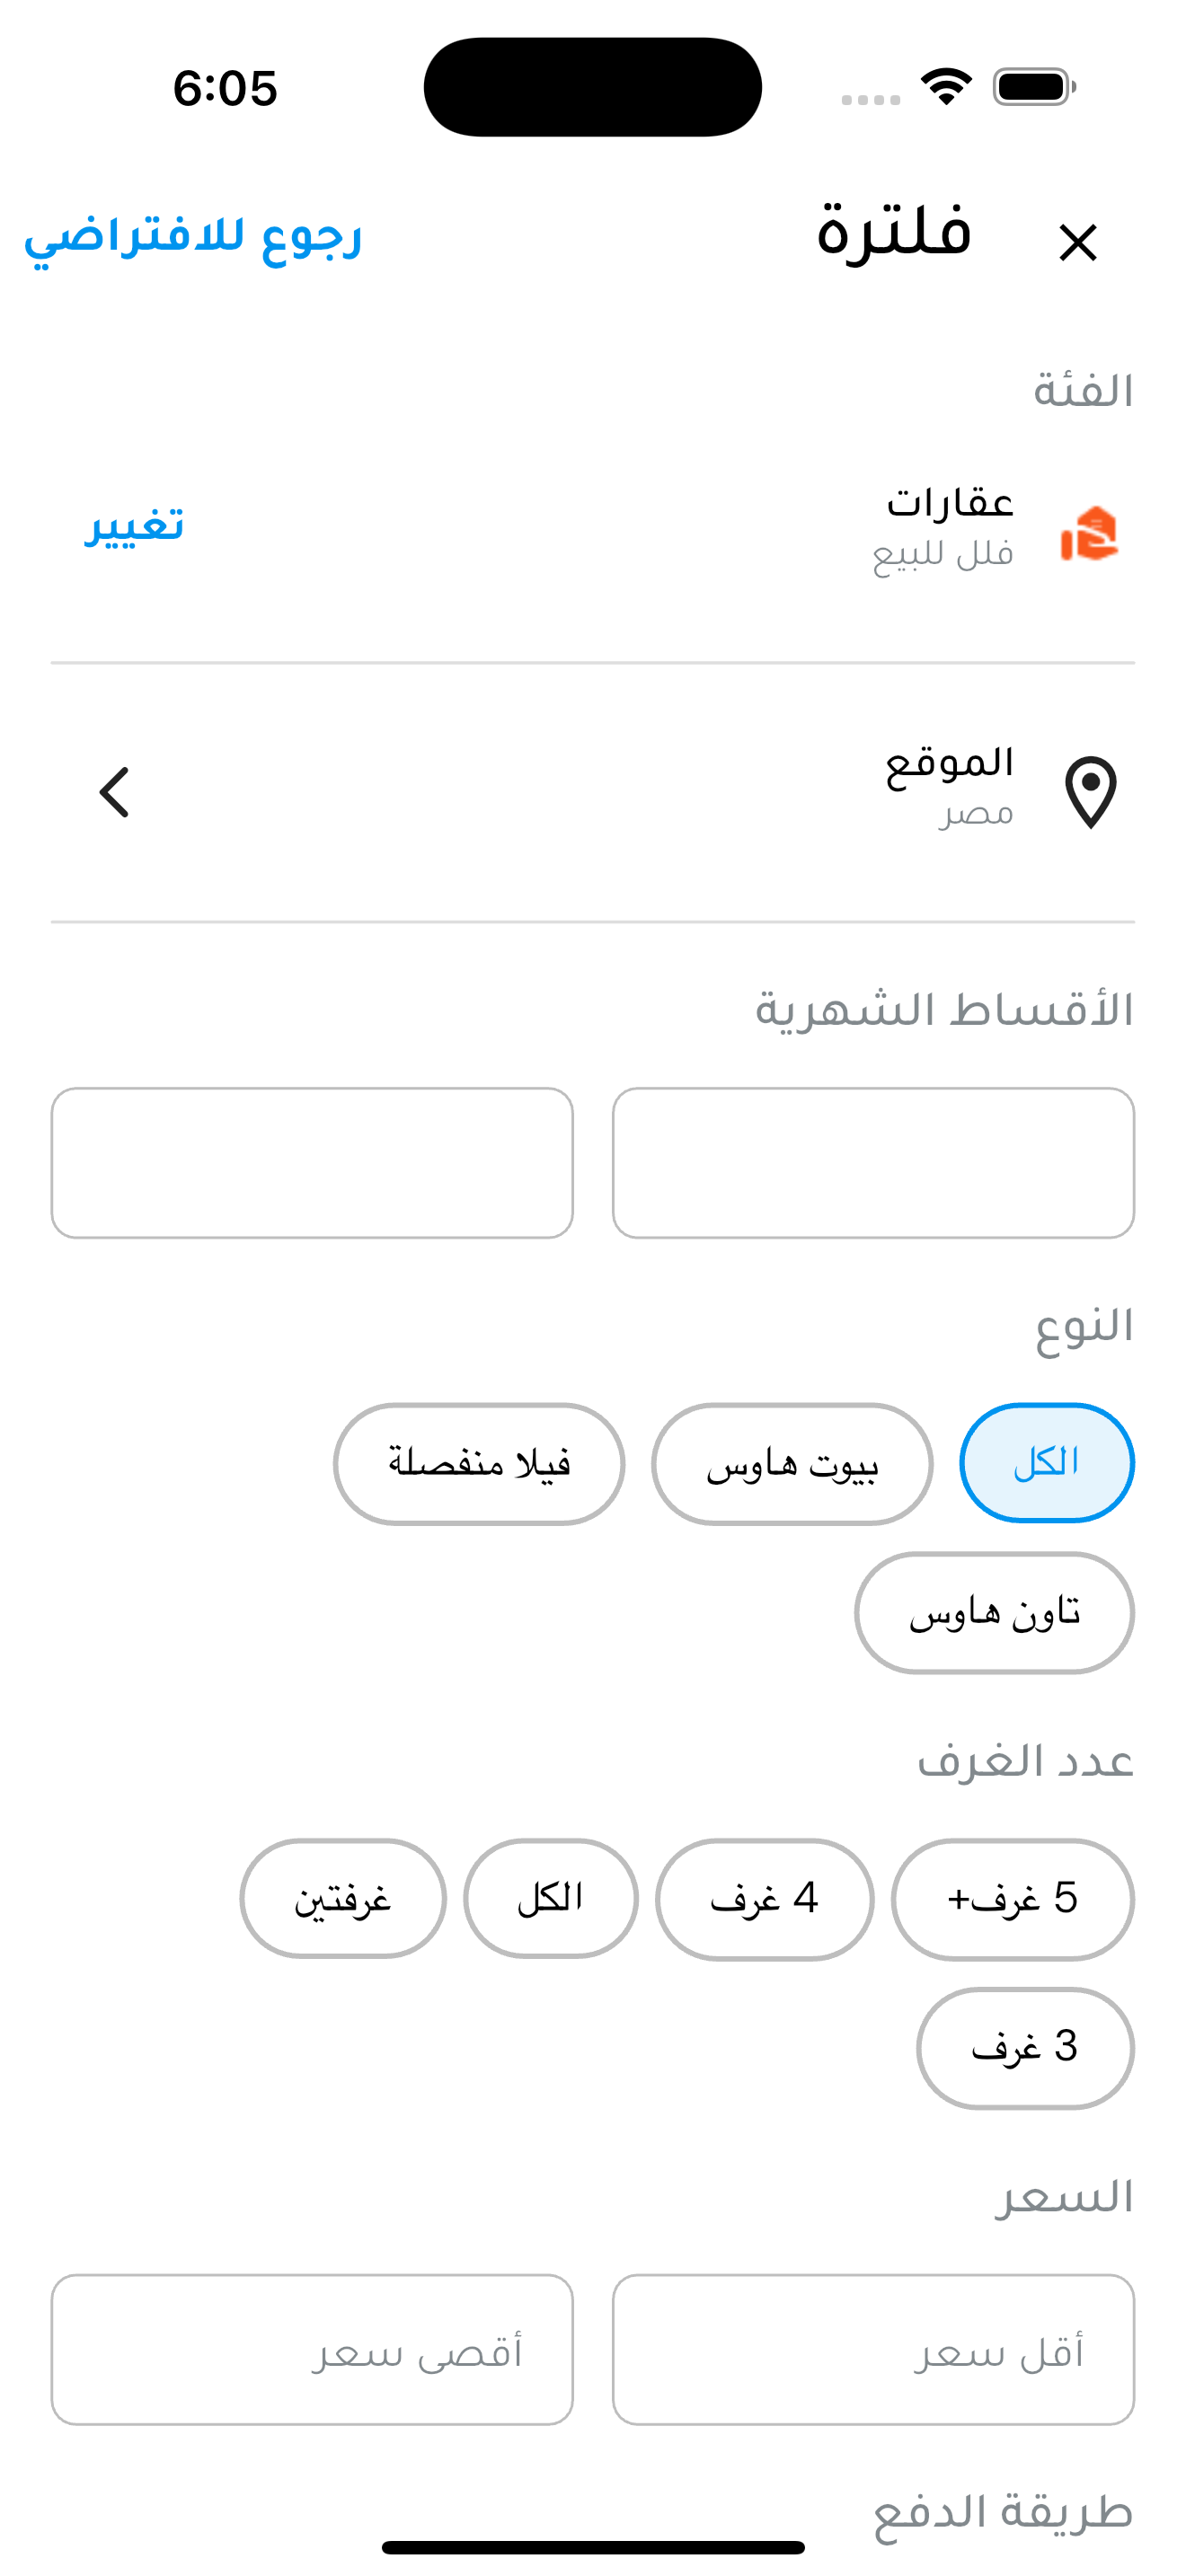 6:05
فلترة
رجوع للافتراضي
الفئة
عقارات
فلل للبيع
تغيير
الموقع
مصر
الأقساط الشهرية
النوع
الكل
بيوت هاوس
فيلا منفصلة
تاون هاوس
عدد الغرف
5 غرف+
4 غرف
الكل
غرفتين
3 غرف
السعر
أقل سعر
أقصى سعر
طريقة الدفع